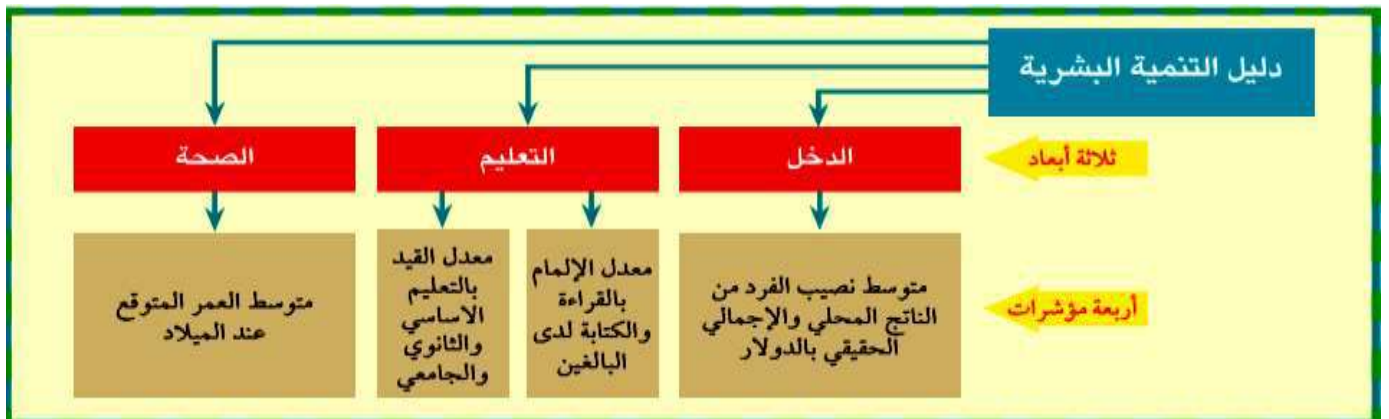 دليل التنمية البشرية
ثلاثة أبعاد
الدخل
التعليم
الصحة
أربعة مؤشرات
متوسط نصيب الفرد من
الناتج المحلي والإجمالي
الحقيقي بالدولار
معدل الإلمام
بالقراءة
والكتابة لدى
البالغين
معدل القيد
بالتعليم
الاساسي
والثانوي
والجامعي
متوسط العمر المتوقع
عند الميلاد